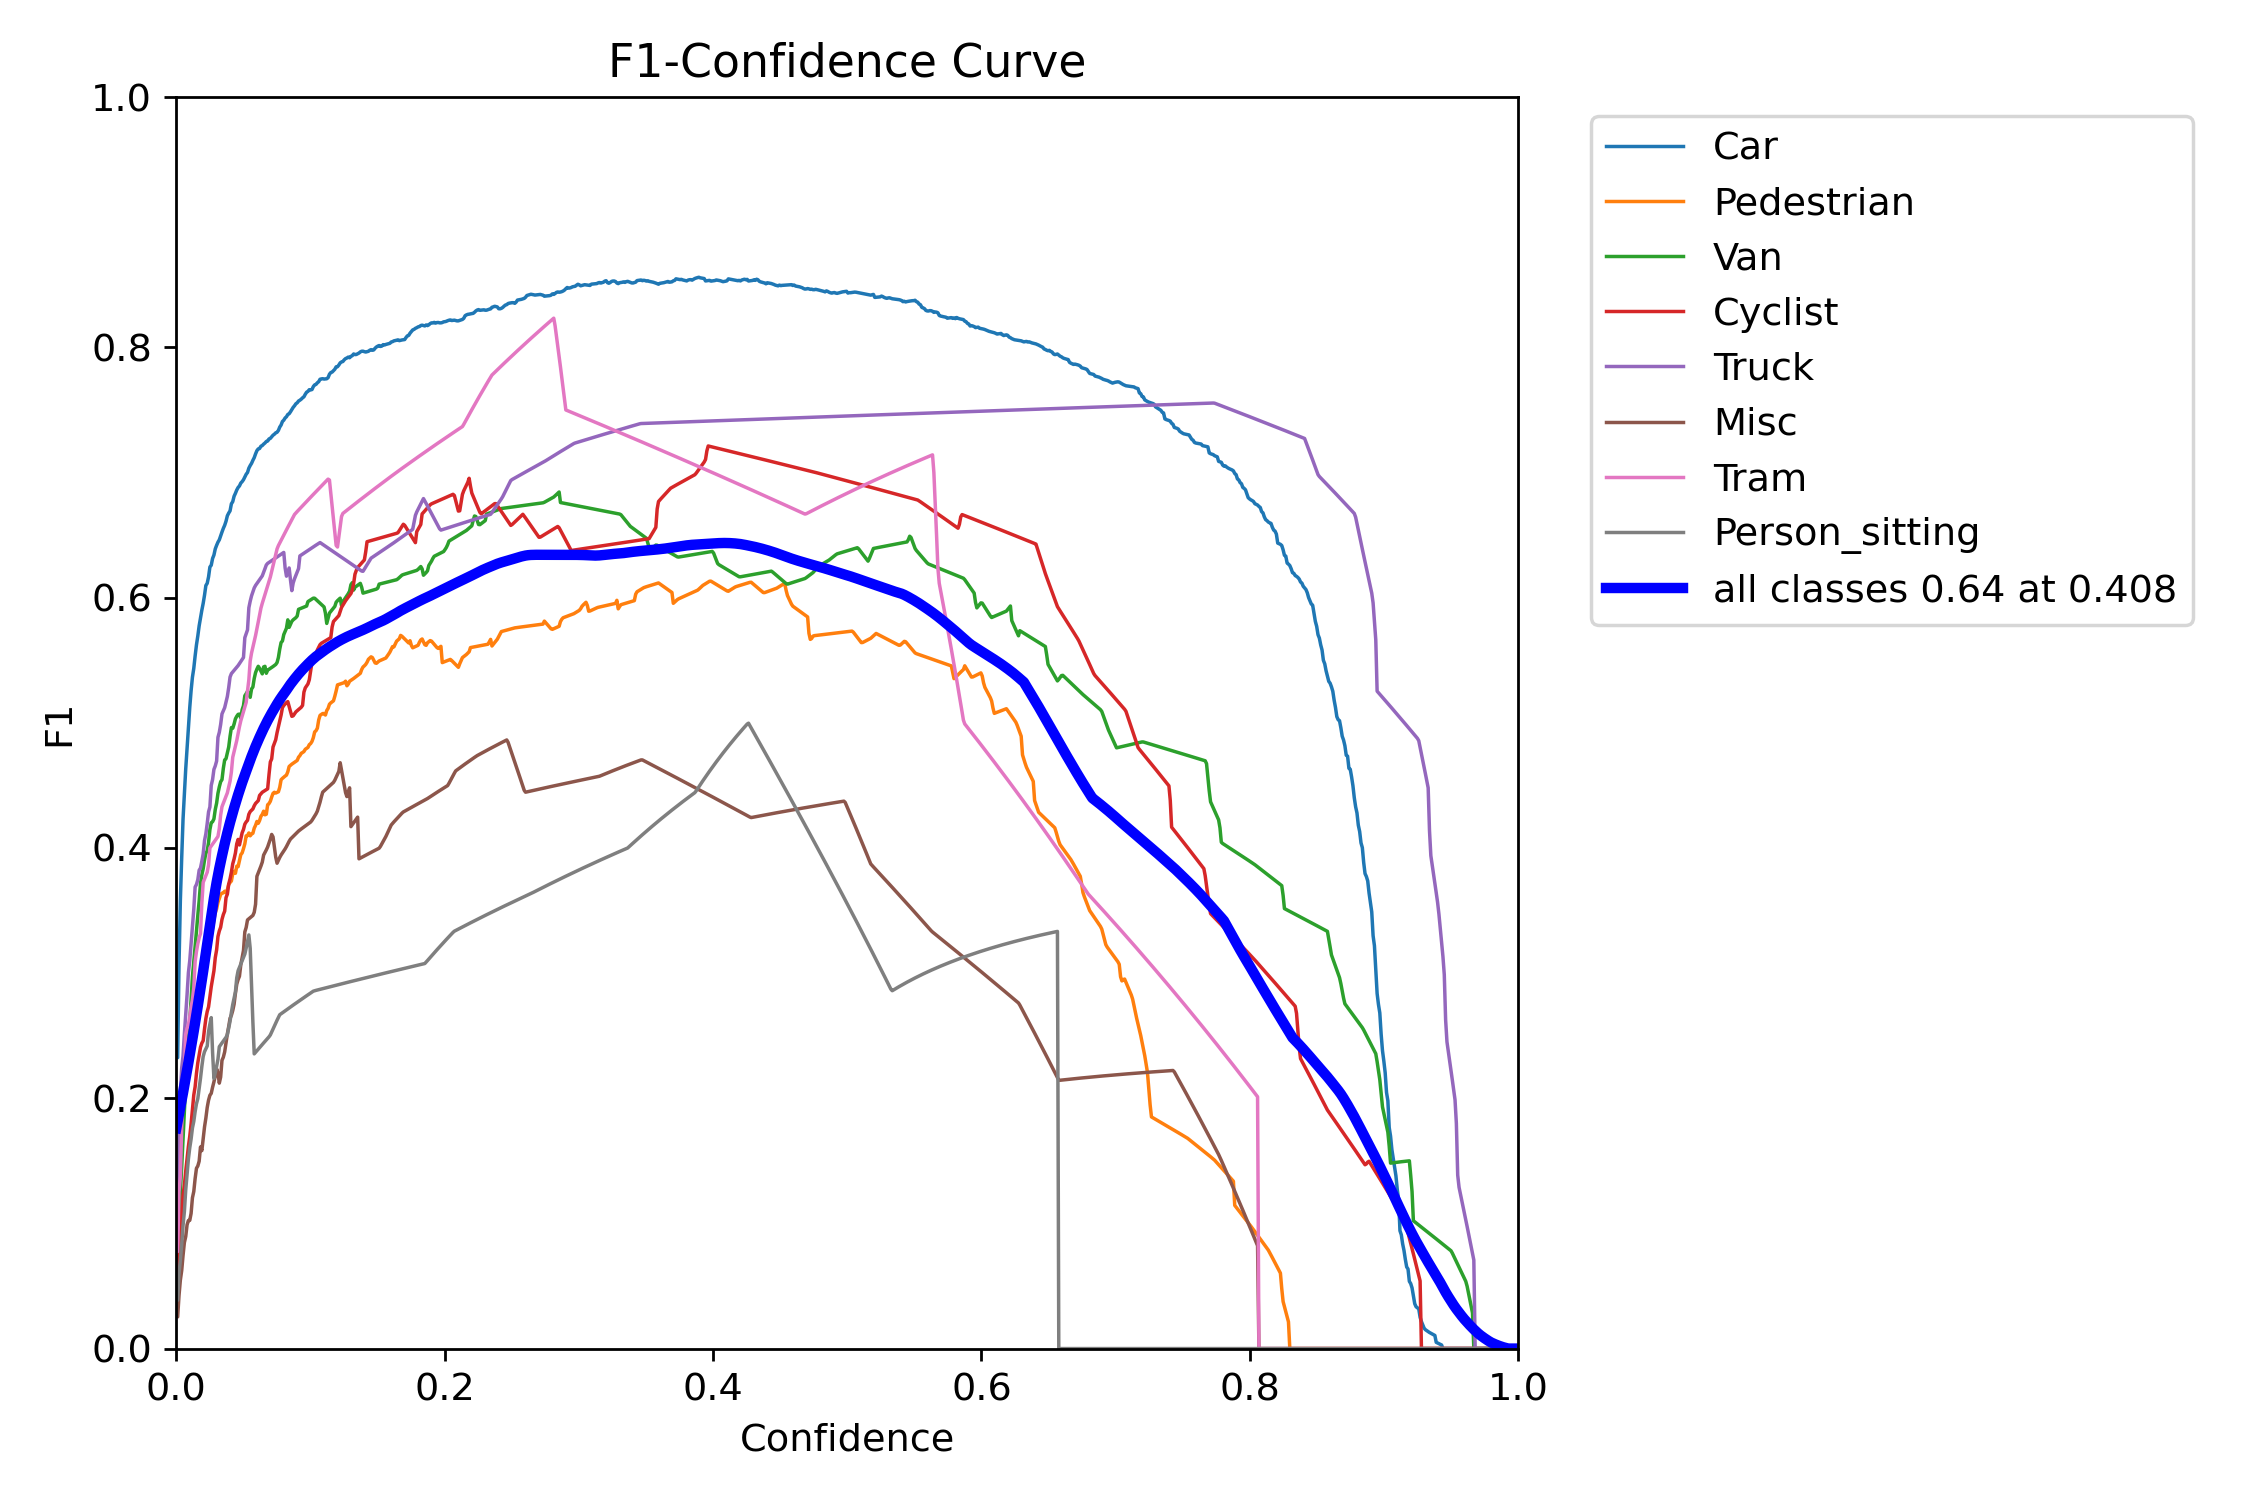 F1-Confidence Curve
1.0
0.8
0.6
0.4
0.2
0.0
F1
0.0 0.2 0.4 0.6 0.8 1.0
Confidence
Car
Pedestrian
Van
Cyclist
Truck
Misc
Tram
Person_sitting
all classes 0.64 at 0.408